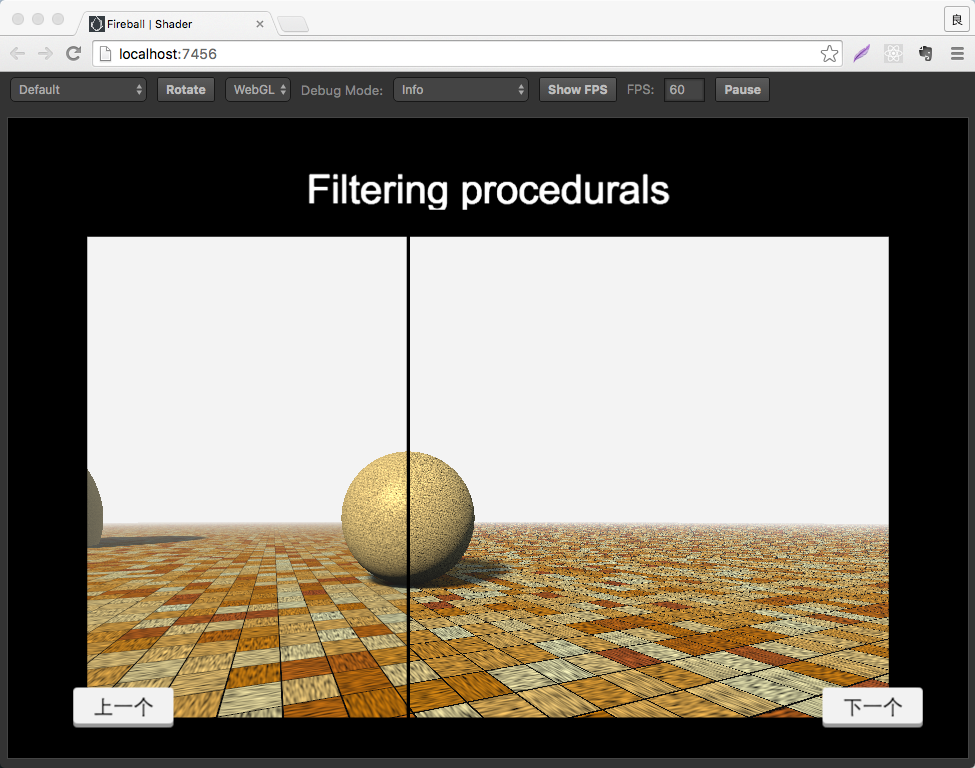 Fireball | Shader
良
localhost:7456
Default Rotate WebGL Debug Mode: Info Show FPS FPS: 60 Pause
Filtering procedurals
上一个 下一个